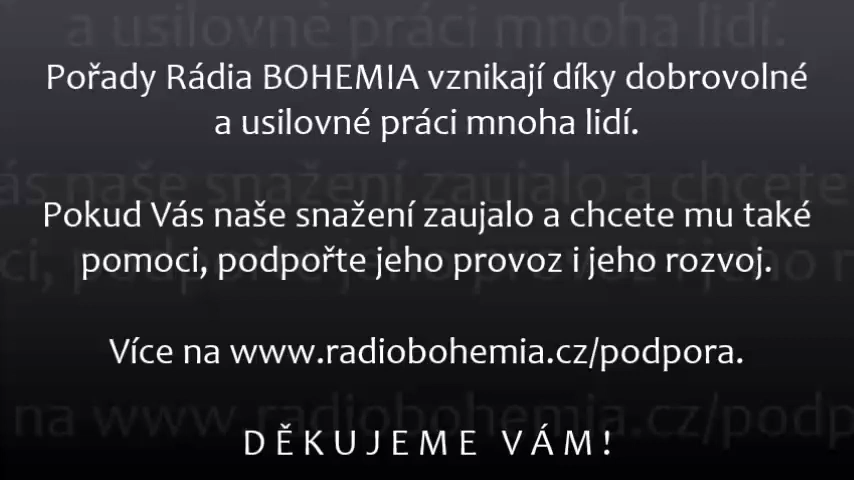 Pořady Rádia BOHEMIA vznikají díky dobrovolné
a usilovné práci mnoha lidí.
Pokud Vás naše snažení zaujalo a chcete mu také
pomoci, podpořte jeho provoz i jeho rozvoj.
Více na www.radiobohemia.cz/podpora.
DĚKUJEME VÁM!